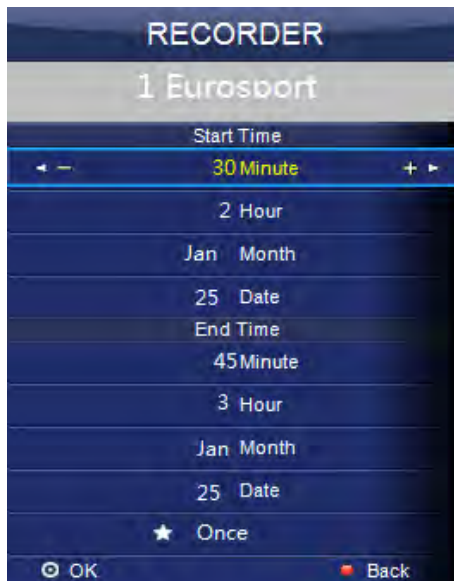 RECORDER
1 Eurosport
Start Time
− 30 Minute +
2 Hour
Jan Month
25 Date
End Time
45 Minute
3 Hour
Jan Month
25 Date
Once
OK Back